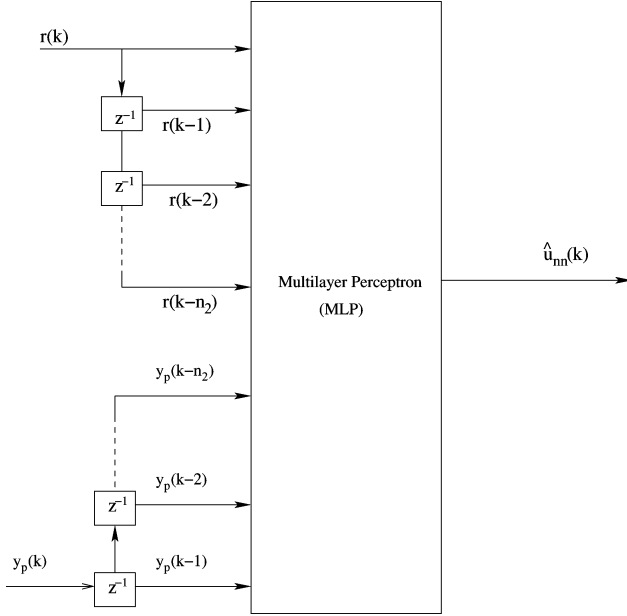 r(k)
z⁻¹
r(k−1)
z⁻¹
r(k−2)
r(k−n₂)
Multilayer Perceptron
(MLP)
û_nn(k)
y_p(k−n₂)
y_p(k−2)
z⁻¹
y_p(k)
z⁻¹
y_p(k−1)